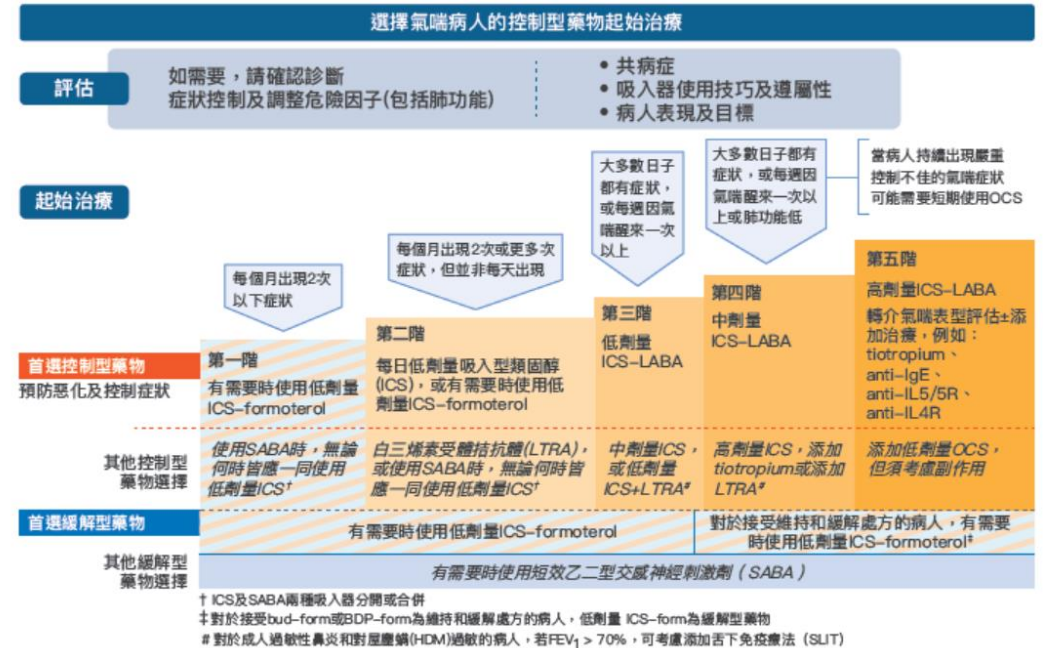 選擇氣喘病人的控制型藥物起始治療
評估
如需要，請確認診斷
症狀控制及調整危險因子(包括肺功能)
• 共病症
• 吸入器使用技巧及遵屬性
• 病人表現及目標
起始治療
每個月出現2次
以下症狀
每個月出現2次或更多次
症狀，但並非每天出現
大多數日子
都有症狀，
或每週因氣
喘醒來一次
以上
大多數日子都有
症狀，或每週因
氣喘醒來一次以
上或肺功能低
當病人持續出現嚴重
控制不佳的氣喘症狀
可能需要短期使用OCS
首選控制型藥物
預防惡化及控制症狀
第一階
有需要時使用低劑量
ICS-formoterol
第二階
每日低劑量吸入型類固醇
(ICS)，或有需要時使用低
劑量ICS-formoterol
第三階
低劑量
ICS-LABA
第四階
中劑量
ICS-LABA
第五階
高劑量ICS-LABA
轉介氣喘表型評估±添
加治療，例如：
tiotropium、
anti-IgE、
anti-IL5/5R、
anti-IL4R
其他控制型
藥物選擇
使用SABA時，無論
何時皆應一同使用
低劑量ICS†
白三烯素受體拮抗體(LTRA)，
或使用SABA時，無論何時皆
應一同使用低劑量ICS†
中劑量ICS，
或低劑量
ICS+LTRA#
高劑量ICS，添加
tiotropium或添加
LTRA#
添加低劑量OCS，
但須考慮副作用
首選緩解型藥物
有需要時使用低劑量ICS-formoterol
對於接受維持和緩解處方的病人，有需要
時使用低劑量ICS-formoterol‡
其他緩解型
藥物選擇
有需要時使用短效乙二型交感神經刺激劑（SABA）
† ICS及SABA兩種吸入器分開或合併
‡ 對於接受bud-form或BDP-form為維持和緩解處方的病人，低劑量 ICS-form為緩解型藥物
# 對於成人過敏性鼻炎和對屋塵蟎(HDM)過敏的病人，若FEV1 > 70%，可考慮添加舌下免疫療法（SLIT）